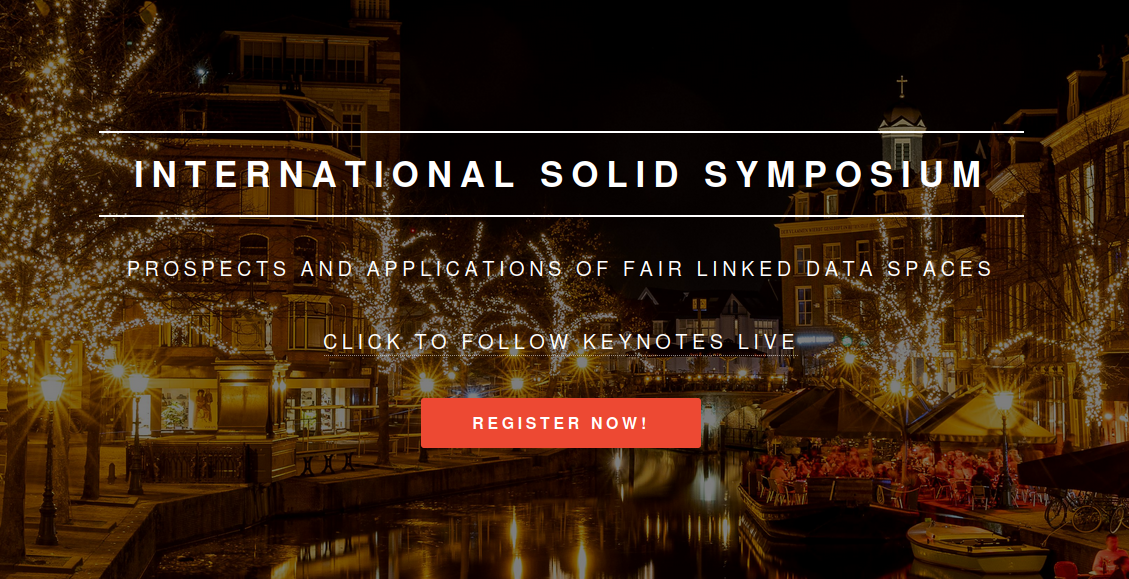 INTERNATIONAL SOLID SYMPOSIUM
PROSPECTS AND APPLICATIONS OF FAIR LINKED DATA SPACES
CLICK TO FOLLOW KEYNOTES LIVE
REGISTER NOW!